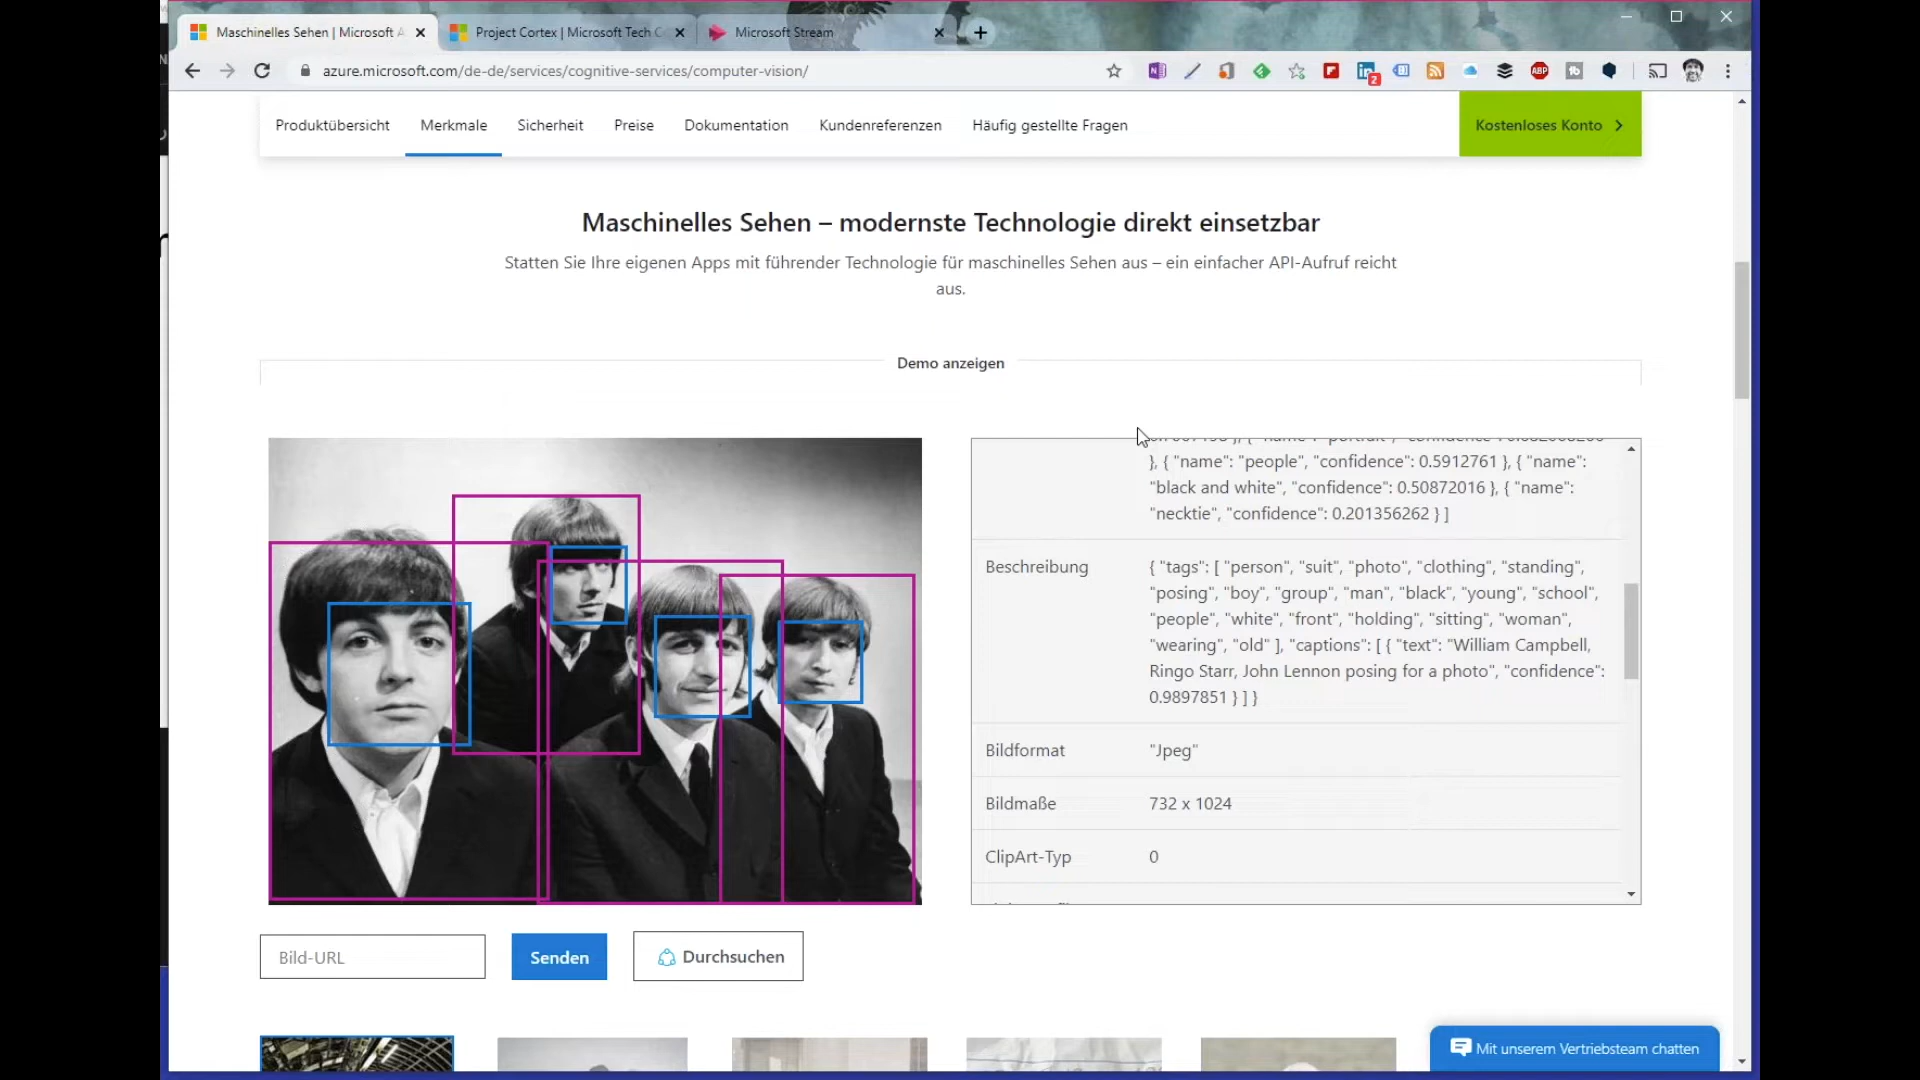 Maschinelles Sehen | Microsoft A
Project Cortex | Microsoft Tech C
Microsoft Stream
azure.microsoft.com/de-de/services/cognitive-services/computer-vision/
ABP
in
2
Produktübersicht
Merkmale
Sicherheit
Preise
Dokumentation
Kundenreferenzen
Häufig gestellte Fragen
Kostenloses Konto
Maschinelles Sehen – modernste Technologie direkt einsetzbar
Statten Sie Ihre eigenen Apps mit führender Technologie für maschinelles Sehen aus – ein einfacher API-Aufruf reicht
aus.
Demo anzeigen
}, { "name": "people", "confidence": 0.5912761 }, { "name":
"black and white", "confidence": 0.50872016 }, { "name":
"necktie", "confidence": 0.201356262 } ]
Beschreibung
{ "tags": [ "person", "suit", "photo", "clothing", "standing",
"posing", "boy", "group", "man", "black", "young", "school",
"people", "white", "front", "holding", "sitting", "woman",
"wearing", "old" ], "captions": [ { "text": "William Campbell,
Ringo Starr, John Lennon posing for a photo", "confidence":
0.9897851 } ] }
Bildformat
"Jpeg"
Bildmaße
732 x 1024
ClipArt-Typ
0
Bild-URL
Senden
Durchsuchen
Mit unserem Vertriebsteam chatten